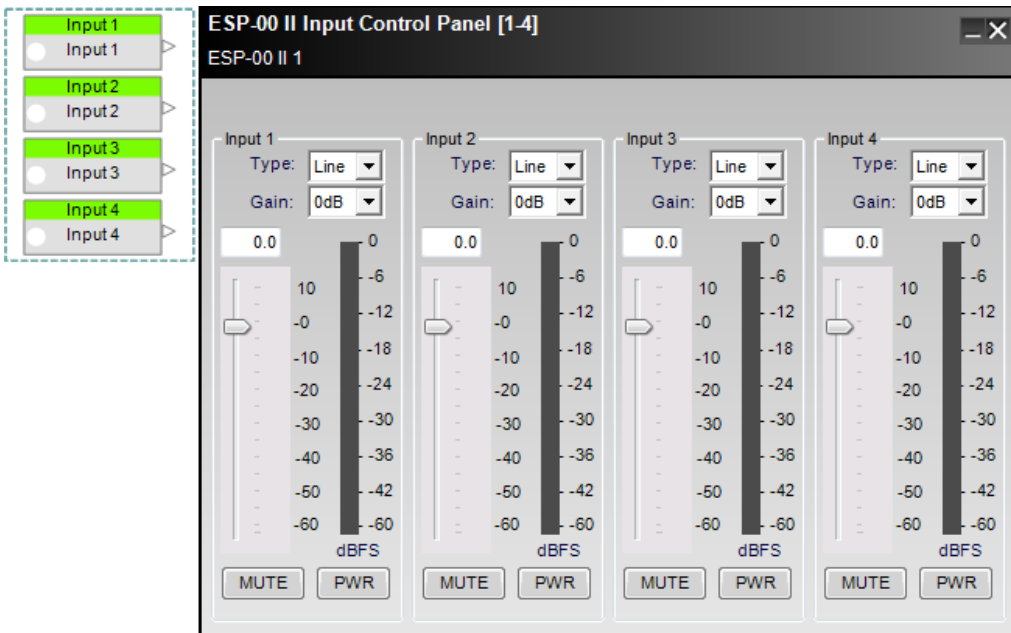 Input 1
Input 1
Input 2
Input 2
Input 3
Input 3
Input 4
Input 4
ESP-00 II Input Control Panel [1-4]
ESP-00 II 1
Input 1
Type: Line
Gain: 0dB
0.0
10
-0
-10
-20
-30
-40
-50
-60
0
-6
-12
-18
-24
-30
-36
-42
-60
dBFS
MUTE PWR
Input 2
Type: Line
Gain: 0dB
0.0
10
-0
-10
-20
-30
-40
-50
-60
0
-6
-12
-18
-24
-30
-36
-42
-60
dBFS
MUTE PWR
Input 3
Type: Line
Gain: 0dB
0.0
10
-0
-10
-20
-30
-40
-50
-60
0
-6
-12
-18
-24
-30
-36
-42
-60
dBFS
MUTE PWR
Input 4
Type: Line
Gain: 0dB
0.0
10
-0
-10
-20
-30
-40
-50
-60
0
-6
-12
-18
-24
-30
-36
-42
-60
dBFS
MUTE PWR